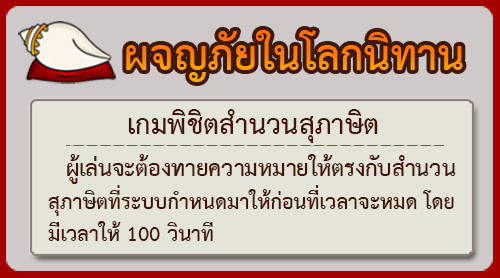 ผจญภัยในโลกนิทาน
เกมพิชิตสำนวนสุภาษิต
ผู้เล่นจะต้องทายความหมายให้ตรงกับสำนวน
สุภาษิตที่ระบบกำหนดมาให้ก่อนที่เวลาจะหมด โดย
มีเวลาให้ 100 วินาที